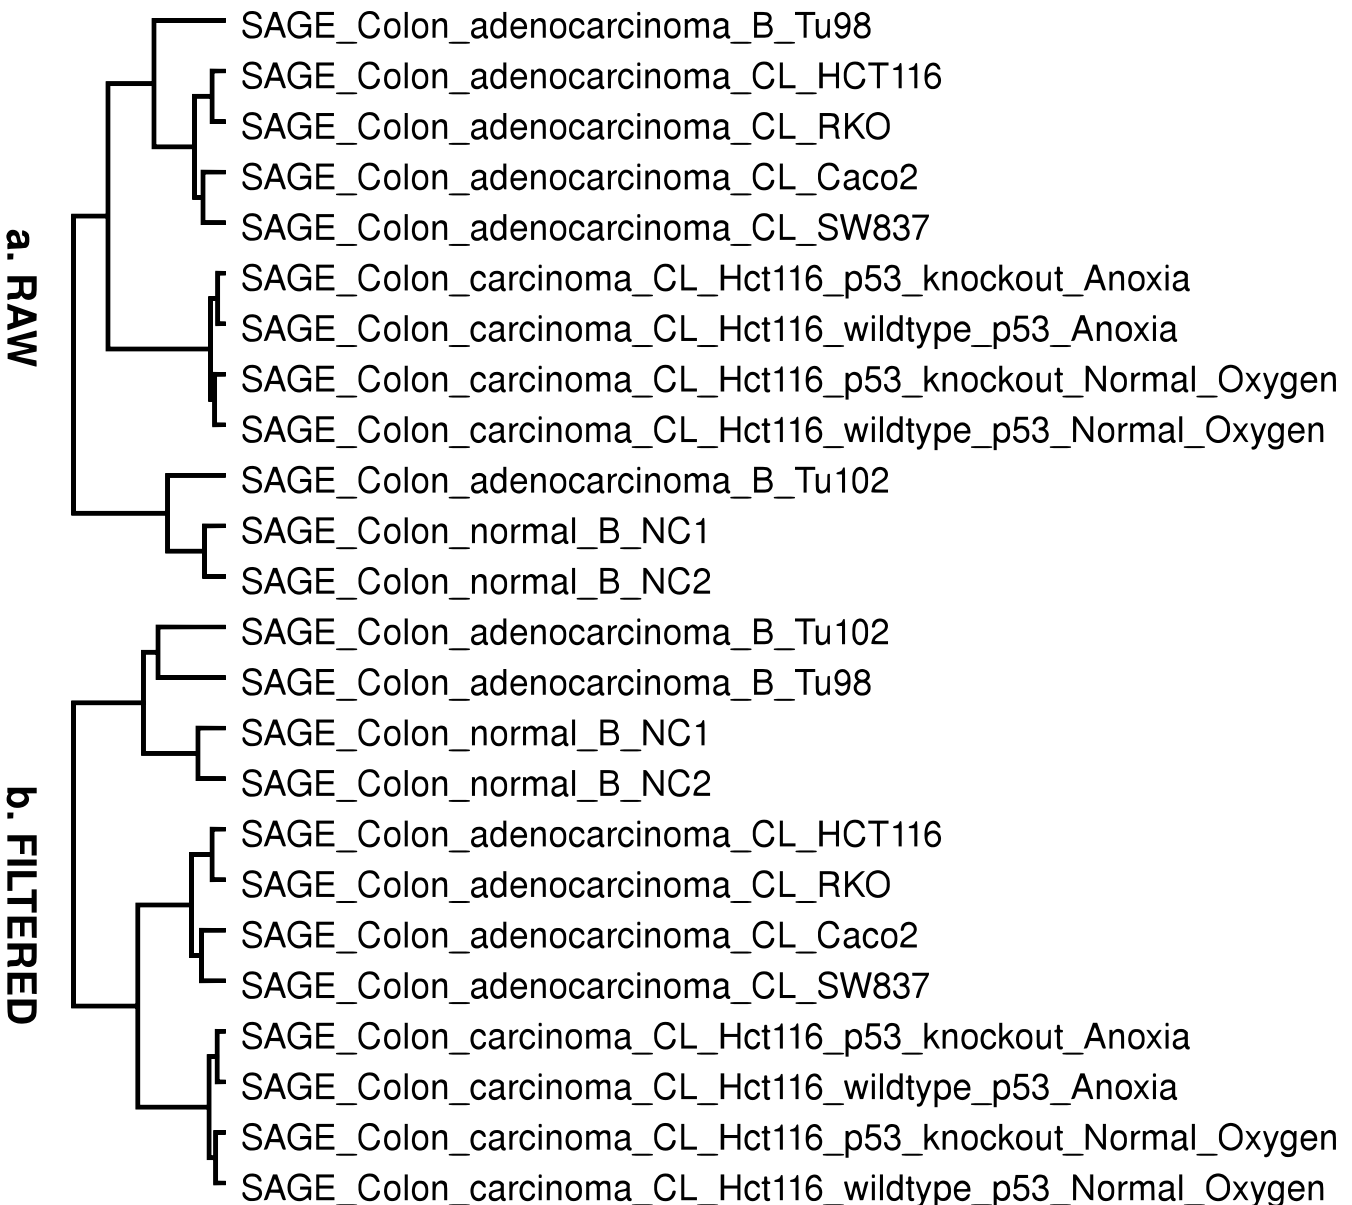 a. RAW
SAGE_Colon_adenocarcinoma_B_Tu98
SAGE_Colon_adenocarcinoma_CL_HCT116
SAGE_Colon_adenocarcinoma_CL_RKO
SAGE_Colon_adenocarcinoma_CL_Caco2
SAGE_Colon_adenocarcinoma_CL_SW837
SAGE_Colon_carcinoma_CL_Hct116_p53_knockout_Anoxia
SAGE_Colon_carcinoma_CL_Hct116_wildtype_p53_Anoxia
SAGE_Colon_carcinoma_CL_Hct116_p53_knockout_Normal_Oxygen
SAGE_Colon_carcinoma_CL_Hct116_wildtype_p53_Normal_Oxygen
SAGE_Colon_adenocarcinoma_B_Tu102
SAGE_Colon_normal_B_NC1
SAGE_Colon_normal_B_NC2
b. FILTERED
SAGE_Colon_adenocarcinoma_B_Tu102
SAGE_Colon_adenocarcinoma_B_Tu98
SAGE_Colon_normal_B_NC1
SAGE_Colon_normal_B_NC2
SAGE_Colon_adenocarcinoma_CL_HCT116
SAGE_Colon_adenocarcinoma_CL_RKO
SAGE_Colon_adenocarcinoma_CL_Caco2
SAGE_Colon_adenocarcinoma_CL_SW837
SAGE_Colon_carcinoma_CL_Hct116_p53_knockout_Anoxia
SAGE_Colon_carcinoma_CL_Hct116_wildtype_p53_Anoxia
SAGE_Colon_carcinoma_CL_Hct116_p53_knockout_Normal_Oxygen
SAGE_Colon_carcinoma_CL_Hct116_wildtype_p53_Normal_Oxygen